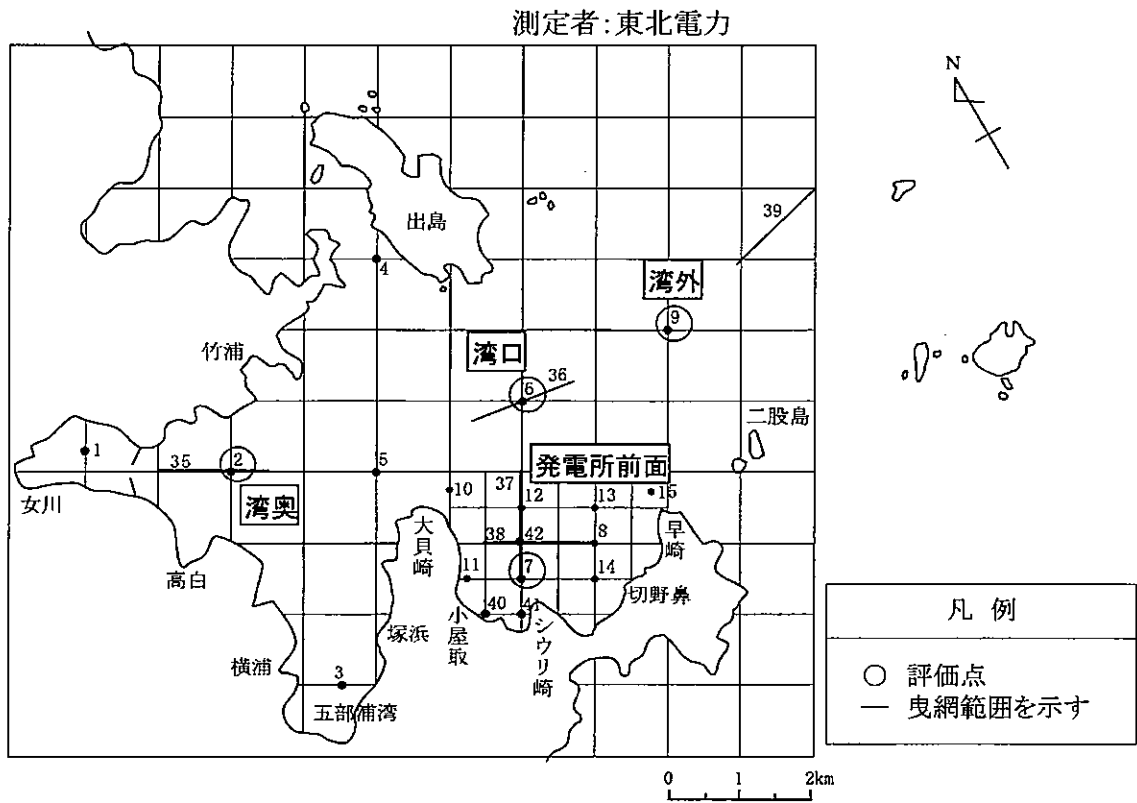 測定者：東北電力
N
39
出島
4
湾外
9
湾口
竹浦
6
36
二股島
1
35
2
5
発電所前面
女川
湾奥
10
37
12
13
15
大貝崎
38
42
8
早崎
高白
11
7
14
切野鼻
小屋取
40
41
シウリ崎
塚浜
横浦
3
五部浦湾
凡 例
○ 評価点
― 曳網範囲を示す
0 1 2km